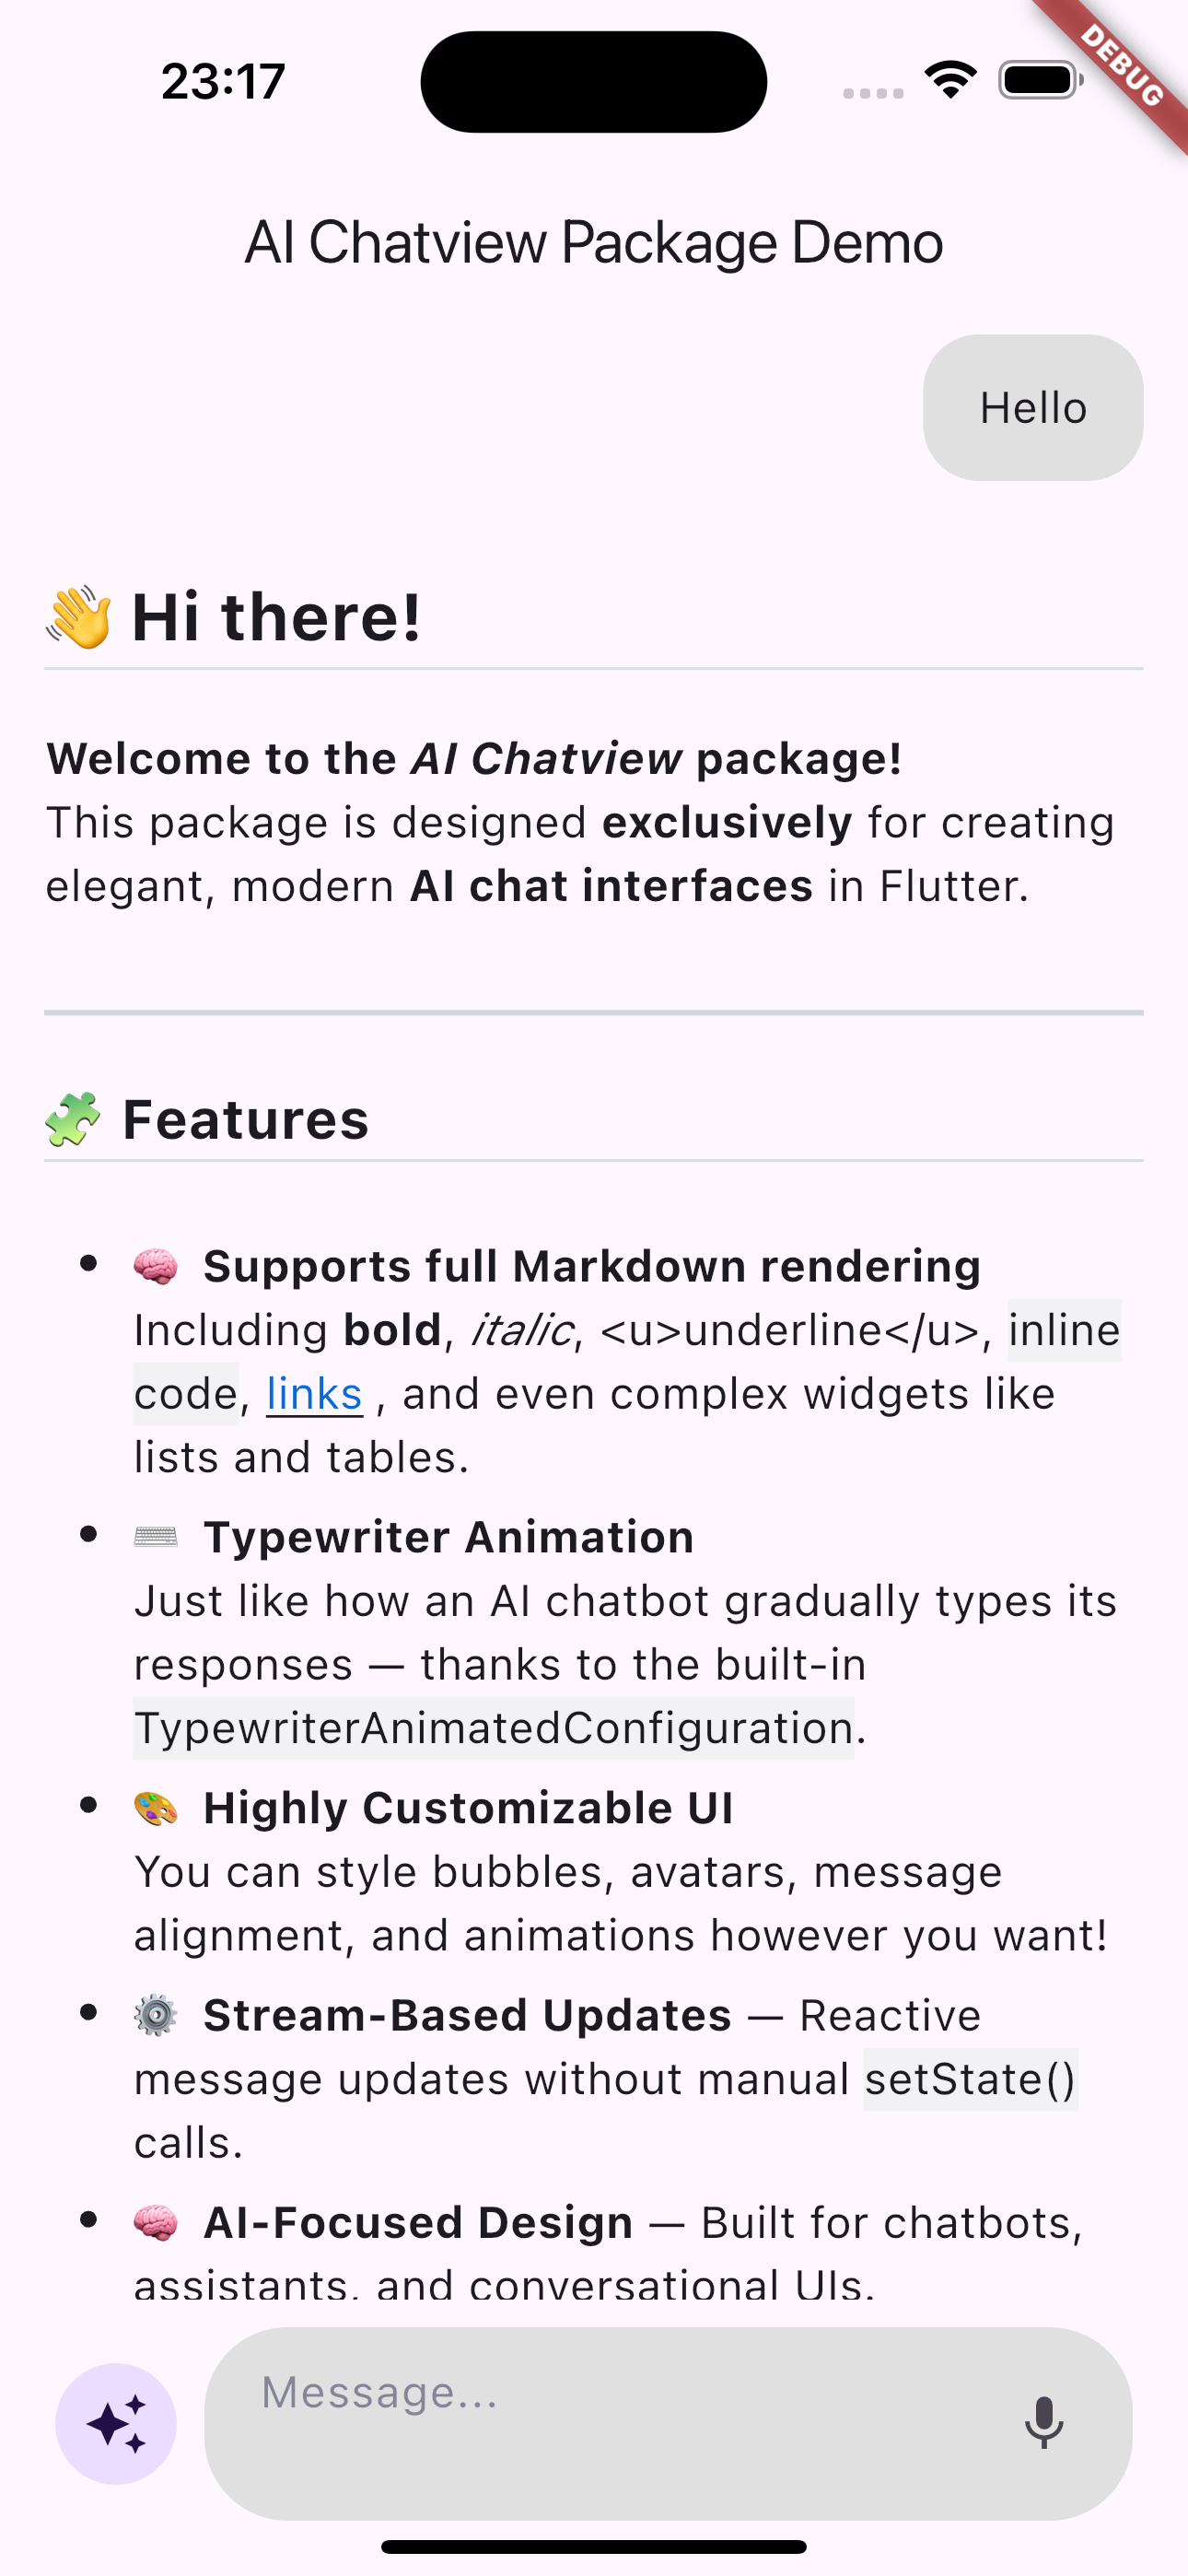 23:17
DEBUG
AI Chatview Package Demo
Hello
👋 Hi there!
Welcome to the AI Chatview package!
This package is designed exclusively for creating
elegant, modern AI chat interfaces in Flutter.
🧩 Features
• 🧠 Supports full Markdown rendering
Including bold, italic, <u>underline</u>, inline
code, links , and even complex widgets like
lists and tables.
• ⌨️ Typewriter Animation
Just like how an AI chatbot gradually types its
responses — thanks to the built-in
TypewriterAnimatedConfiguration.
• 🎨 Highly Customizable UI
You can style bubbles, avatars, message
alignment, and animations however you want!
• ⚙️ Stream-Based Updates — Reactive
message updates without manual setState()
calls.
• 🧠 AI-Focused Design — Built for chatbots,
assistants, and conversational UIs.
Message...